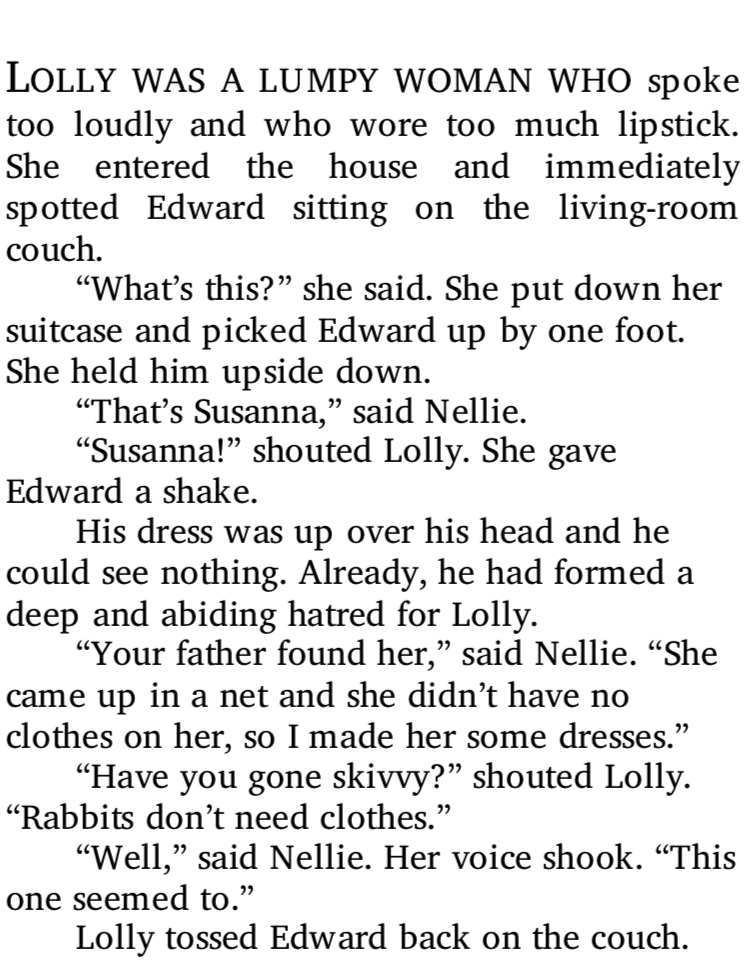 LOLLY WAS A LUMPY WOMAN WHO spoke
too loudly and who wore too much lipstick.
She entered the house and immediately
spotted Edward sitting on the living-room
couch.
“What’s this?” she said. She put down her
suitcase and picked Edward up by one foot.
She held him upside down.
“That’s Susanna,” said Nellie.
“Susanna!” shouted Lolly. She gave
Edward a shake.
His dress was up over his head and he
could see nothing. Already, he had formed a
deep and abiding hatred for Lolly.
“Your father found her,” said Nellie. “She
came up in a net and she didn’t have no
clothes on her, so I made her some dresses.”
“Have you gone skivvy?” shouted Lolly.
“Rabbits don’t need clothes.”
“Well,” said Nellie. Her voice shook. “This
one seemed to.”
Lolly tossed Edward back on the couch.